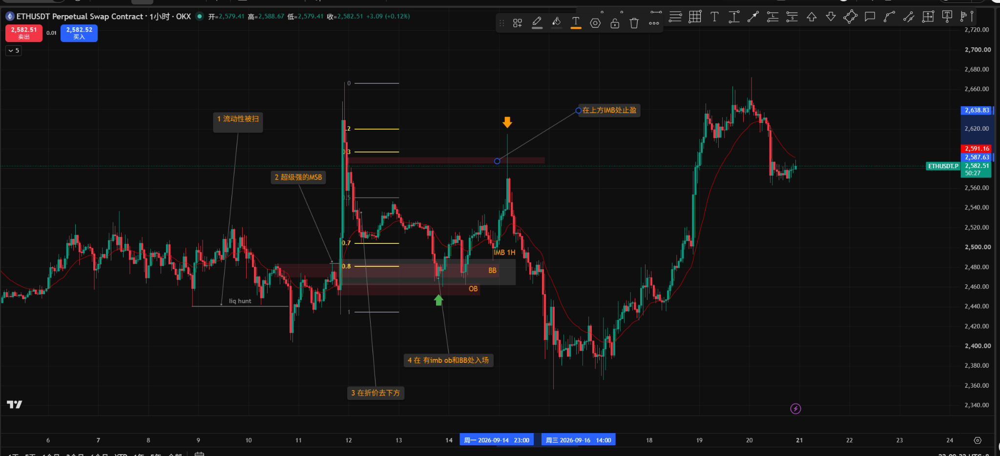 ETHUSDT Perpetual Swap Contract · 1小时 · OKX 开=2,579.41 高=2,588.67 低=2,579.41 收=2,582.51 +3.09 (+0.12%)
2,582.51 卖出
0.01
2,582.52 买入
5
1 流动性被扫
2 超级强的MSB
在上方IMB处止盈
0
.2
0.3
0.5
0.7
0.8
1
IMB 1H
BB
OB
liq hunt
4 在 有imb ob和BB处入场
3 在折价去下方
2,720.00
2,700.00
2,680.00
2,660.00
2,638.83
2,620.00
2,591.16
2,587.63
ETHUSDT.P 2,582.51
50:27
2,560.00
2,540.00
2,520.00
2,500.00
2,480.00
2,460.00
2,440.00
2,420.00
2,400.00
2,380.00
2,360.00
2,340.00
6 7 8 9 10 11 12 13 14 周一 2026-09-14 23:00 周三 2026-09-16 14:00 18 19 20 21 22 23 24